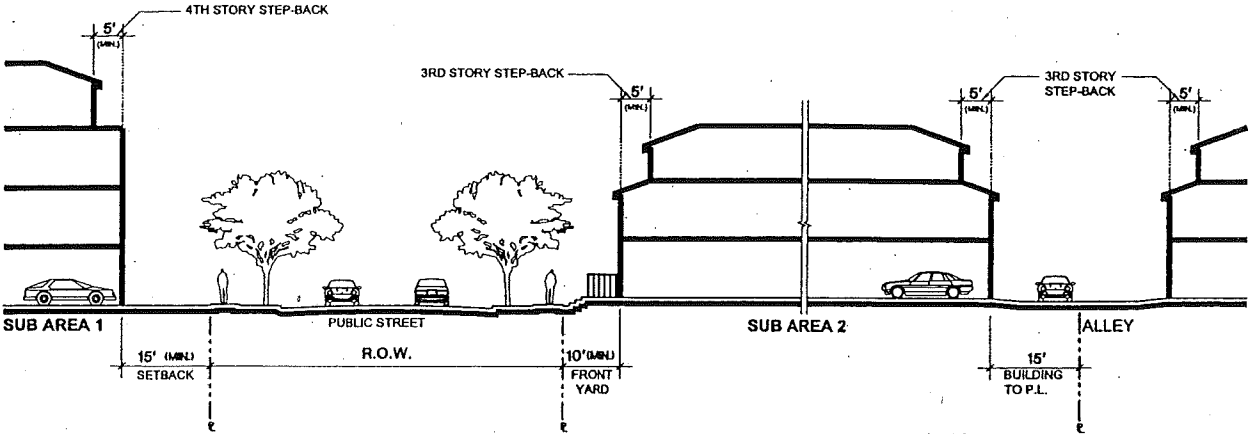 4TH STORY STEP-BACK
5'
(MIN.)
3RD STORY STEP-BACK
5'
(MIN.)
3RD STORY
STEP-BACK
5'
(MIN.)
5'
(MIN.)
SUB AREA 1
PUBLIC STREET
SUB AREA 2
ALLEY
15' (MIN.)
SETBACK
R.O.W.
10' (MIN.)
FRONT
YARD
15'
BUILDING
TO P.L.